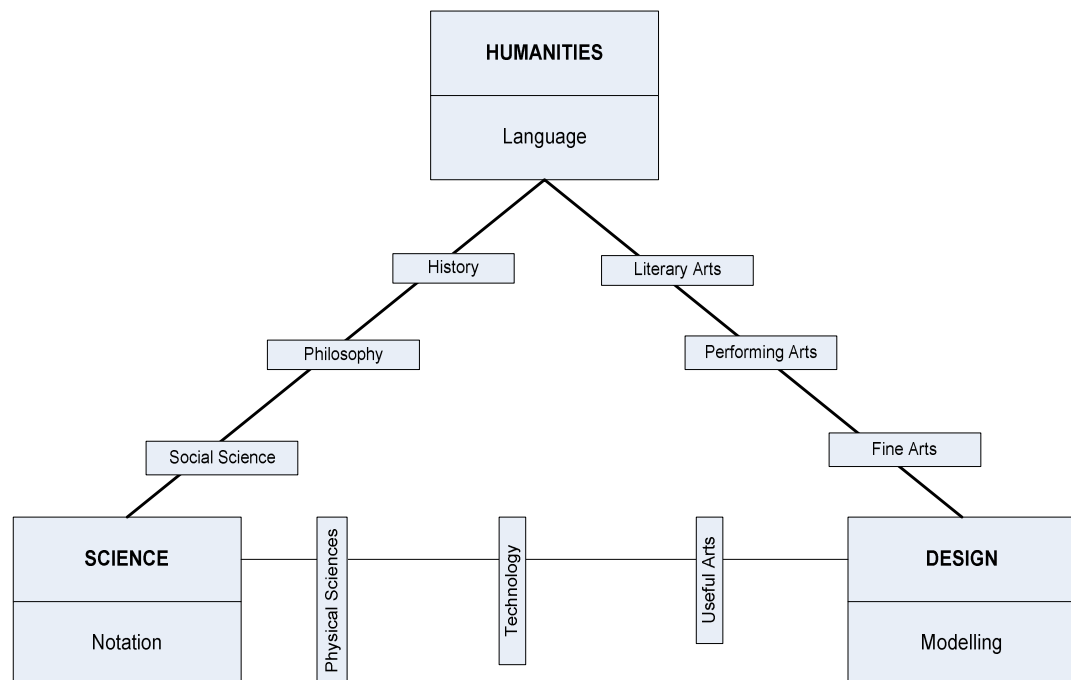 HUMANITIES
Language
History
Literary Arts
Philosophy
Performing Arts
Social Science
Fine Arts
SCIENCE
Notation
Physical Sciences
Technology
Useful Arts
DESIGN
Modelling